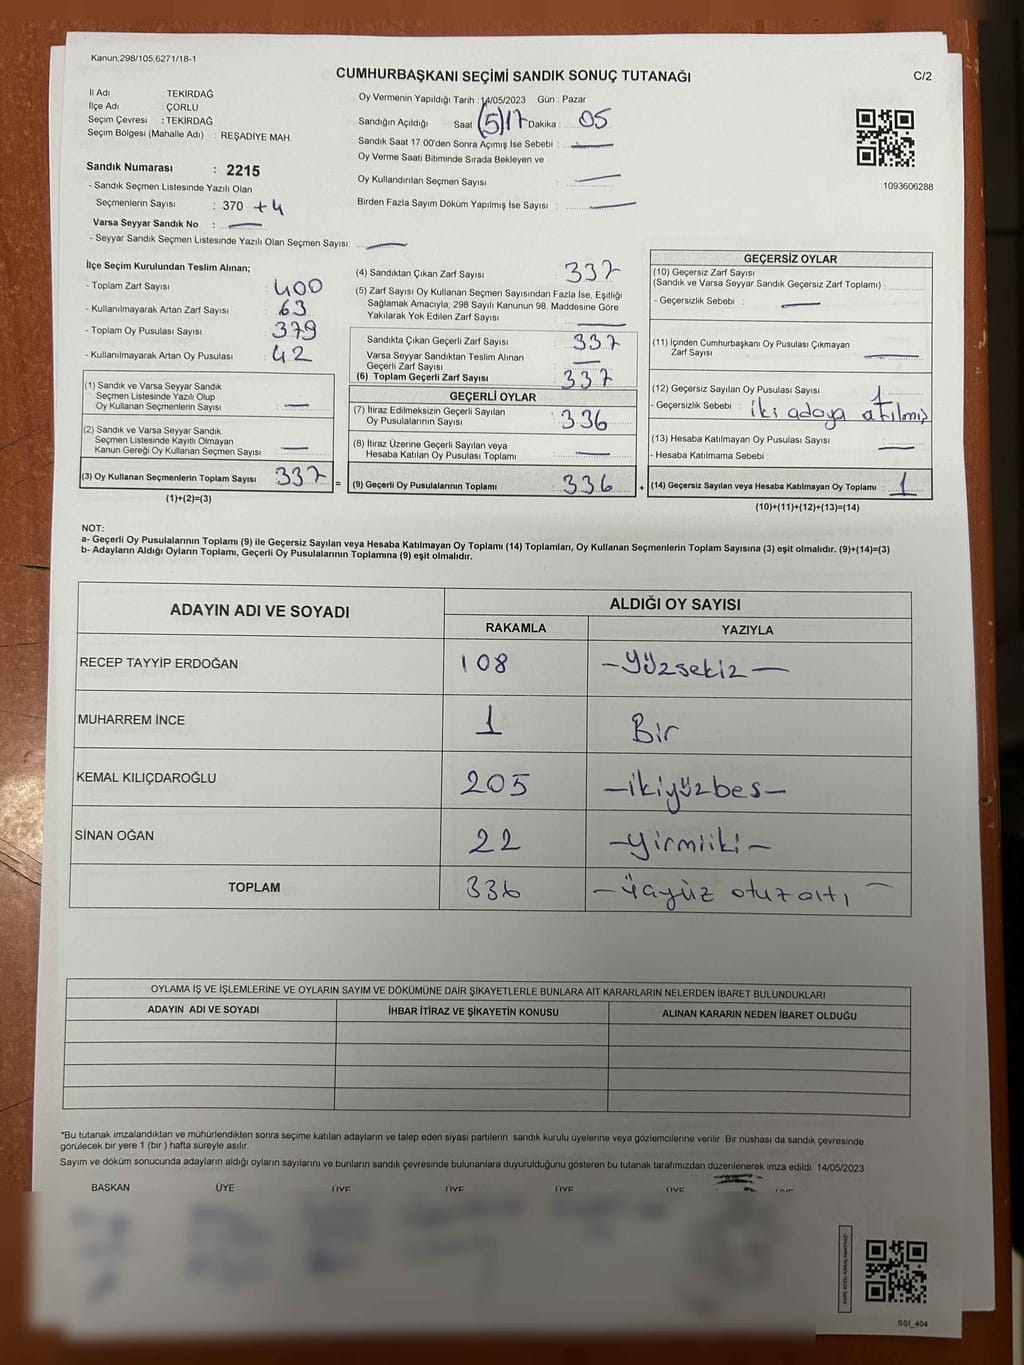 Kanun;298/105,6271/18-1
CUMHURBAŞKANI SEÇİMİ SANDIK SONUÇ TUTANAĞI
C/2
İl Adı : TEKİRDAĞ
İlçe Adı : ÇORLU
Seçim Çevresi : TEKİRDAĞ
Seçim Bölgesi (Mahalle Adı) : REŞADİYE MAH.
Oy Vermenin Yapıldığı Tarih : 14/05/2023 Gün : Pazar
Sandığın Açıldığı Saat (5)17 Dakika : 05
Sandık Saat 17.00'den Sonra Açımış İse Sebebi :
Oy Verme Saati Bitiminde Sırada Bekleyen ve
Oy Kullandırılan Seçmen Sayısı :
Birden Fazla Sayım Döküm Yapılmış İse Sayısı :
1093606288
Sandık Numarası : 2215
- Sandık Seçmen Listesinde Yazılı Olan
Seçmenlerin Sayısı : 370 +4
Varsa Seyyar Sandık No :
- Seyyar Sandık Seçmen Listesinde Yazılı Olan Seçmen Sayısı:
İlçe Seçim Kurulundan Teslim Alınan;
- Toplam Zarf Sayısı : 400
- Kullanılmayarak Artan Zarf Sayısı : 63
- Toplam Oy Pusulası Sayısı : 379
- Kullanılmayarak Artan Oy Pusulası : 42
(1) Sandık ve Varsa Seyyar Sandık
Seçmen Listesinde Yazılı Olup
Oy Kullanan Seçmenlerin Sayısı :
(2) Sandık ve Varsa Seyyar Sandık
Seçmen Listesinde Kayıtlı Olmayan
Kanun Gereği Oy Kullanan Seçmen Sayısı :
(3) Oy Kullanan Seçmenlerin Toplam Sayısı : 337 =
(1)+(2)=(3)
(4) Sandıktan Çıkan Zarf Sayısı : 337
(5) Zarf Sayısı Oy Kullanan Seçmen Sayısından Fazla İse, Eşitliği
Sağlamak Amacıyla, 298 Sayılı Kanunun 98. Maddesine Göre
Yakılarak Yok Edilen Zarf Sayısı :
Sandıkta Çıkan Geçerli Zarf Sayısı : 337
Varsa Seyyar Sandıktan Teslim Alınan
Geçerli Zarf Sayısı :
(6) Toplam Geçerli Zarf Sayısı : 337
GEÇERLİ OYLAR
(7) İtiraz Edilmeksizin Geçerli Sayılan
Oy Pusulalarının Sayısı : 336
(8) İtiraz Üzerine Geçerli Sayılan veya
Hesaba Katılan Oy Pusulası Toplamı :
(9) Geçerli Oy Pusulalarının Toplamı : 336 +
GEÇERSİZ OYLAR
(10) Geçersiz Zarf Sayısı
(Sandık ve Varsa Seyyar Sandık Geçersiz Zarf Toplamı) :
- Geçersizlik Sebebi :
(11) İçinden Cumhurbaşkanı Oy Pusulası Çıkmayan
Zarf Sayısı :
(12) Geçersiz Sayılan Oy Pusulası Sayısı : 1
- Geçersizlik Sebebi : iki adaya atılmış
(13) Hesaba Katılmayan Oy Pusulası Sayısı :
- Hesaba Katılmama Sebebi :
(14) Geçersiz Sayılan veya Hesaba Katılmayan Oy Toplamı : 1
(10)+(11)+(12)+(13)=(14)
NOT:
a- Geçerli Oy Pusulalarının Toplamı (9) ile Geçersiz Sayılan veya Hesaba Katılmayan Oy Toplamı (14) Toplamları, Oy Kullanan Seçmenlerin Toplam Sayısına (3) eşit olmalıdır. (9)+(14)=(3)
b- Adayların Aldığı Oyların Toplamı, Geçerli Oy Pusulalarının Toplamına (9) eşit olmalıdır.
ADAYIN ADI VE SOYADI
ALDIĞI OY SAYISI
RAKAMLA YAZIYLA
RECEP TAYYİP ERDOĞAN 108 -yüzsekiz-
MUHARREM İNCE 1 Bir
KEMAL KILIÇDAROĞLU 205 -ikiyüzbes-
SİNAN OĞAN 22 -yirmiiki-
TOPLAM 336 -üçyüz otuzaltı-
OYLAMA İŞ VE İŞLEMLERİNE VE OYLARIN SAYIM VE DÖKÜMÜNE DAİR ŞİKAYETLERLE BUNLARA AİT KARARLARIN NELERDEN İBARET BULUNDUKLARI
ADAYIN ADI VE SOYADI İHBAR İTİRAZ VE ŞİKAYETİN KONUSU ALINAN KARARIN NEDEN İBARET OLDUĞU
*Bu tutanak imzalandıktan ve mühürlendikten sonra seçime katılan adayların ve talep eden siyasi partilerin sandık kurulu üyelerine veya gözlemcilerine verilir. Bir nüshası da sandık çevresinde
görülecek bir yere 1 (bir ) hafta süreyle asılır.
Sayım ve döküm sonucunda adayların aldığı oyların sayılarını ve bunların sandık çevresinde bulunanlara duyurulduğunu gösteren bu tutanak tarafımızdan düzenlenerek imza edildi. 14/05/2023
BAŞKAN ÜYE ÜYE ÜYE ÜYE ÜYE ÜYE
SSI_404